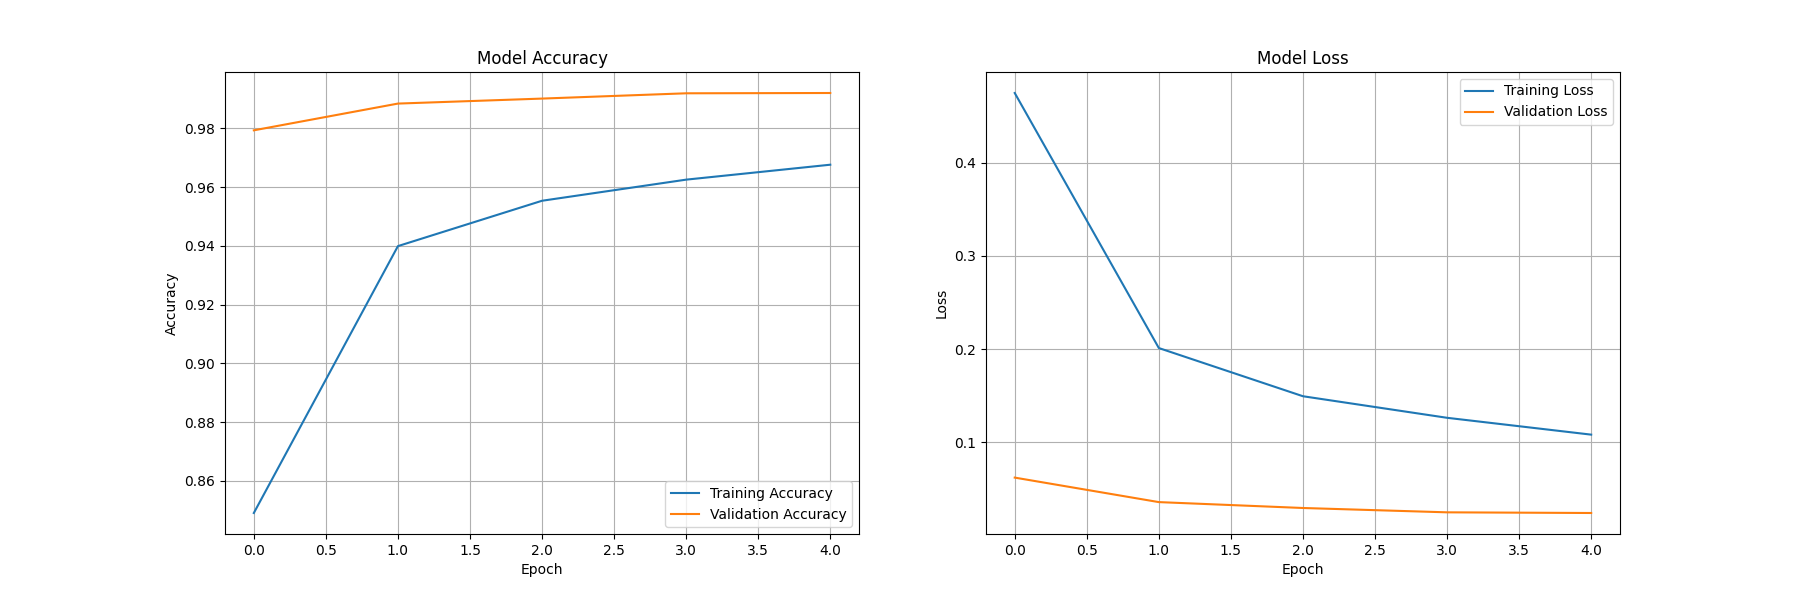 Model Accuracy
Accuracy
0.98
0.96
0.94
0.92
0.90
0.88
0.86
Training Accuracy
Validation Accuracy
0.0 0.5 1.0 1.5 2.0 2.5 3.0 3.5 4.0
Epoch
Model Loss
Loss
Training Loss
Validation Loss
0.4
0.3
0.2
0.1
0.0 0.5 1.0 1.5 2.0 2.5 3.0 3.5 4.0
Epoch